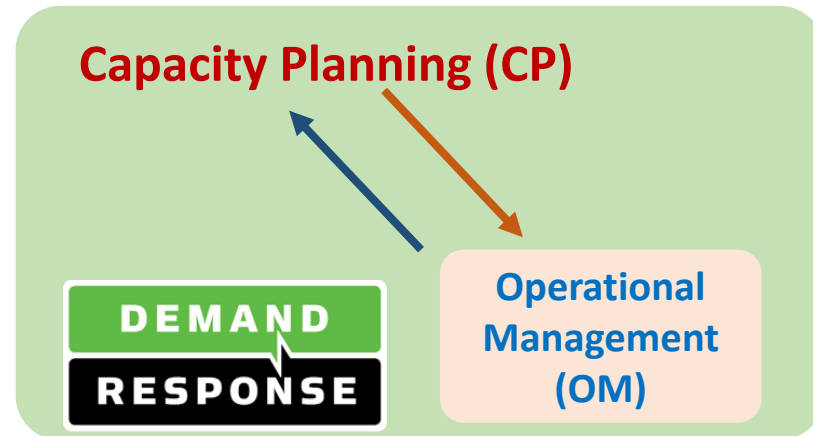 Capacity Planning (CP)
DEMAND
RESPONSE
Operational
Management
(OM)